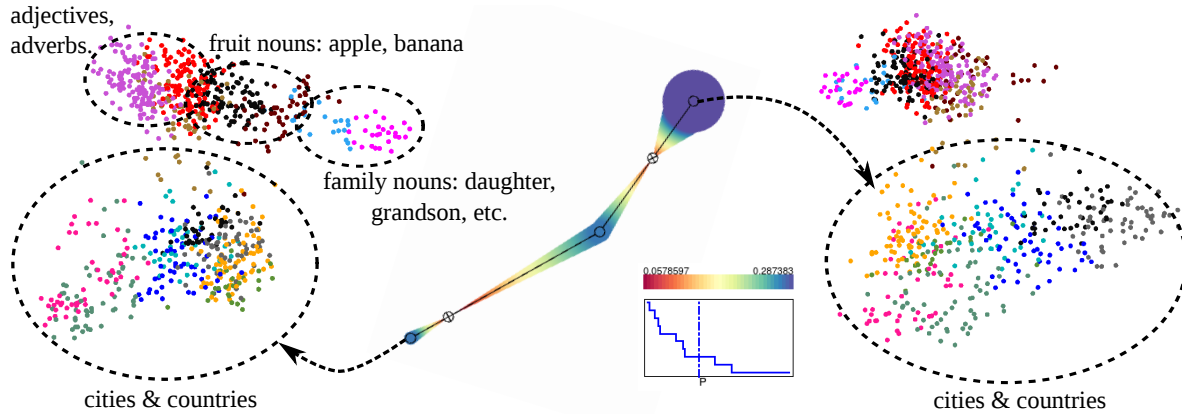 adjectives,
adverbs.
fruit nouns: apple, banana
family nouns: daughter,
grandson, etc.
0.0578597
0.287383
P
cities & countries
cities & countries